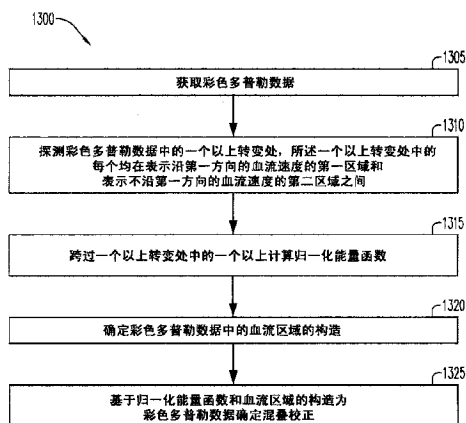 1300
1305
获取彩色多普勒数据
1310
探测彩色多普勒数据中的一个以上转变处，所述一个以上转变处中的
每个均在表示沿第一方向的血流速度的第一区域和
表示不沿第一方向的血流速度的第二区域之间
1315
跨过一个以上转变处中的一个以上计算归一化能量函数
1320
确定彩色多普勒数据中的血流区域的构造
1325
基于归一化能量函数和血流区域的构造为
彩色多普勒数据确定混叠校正